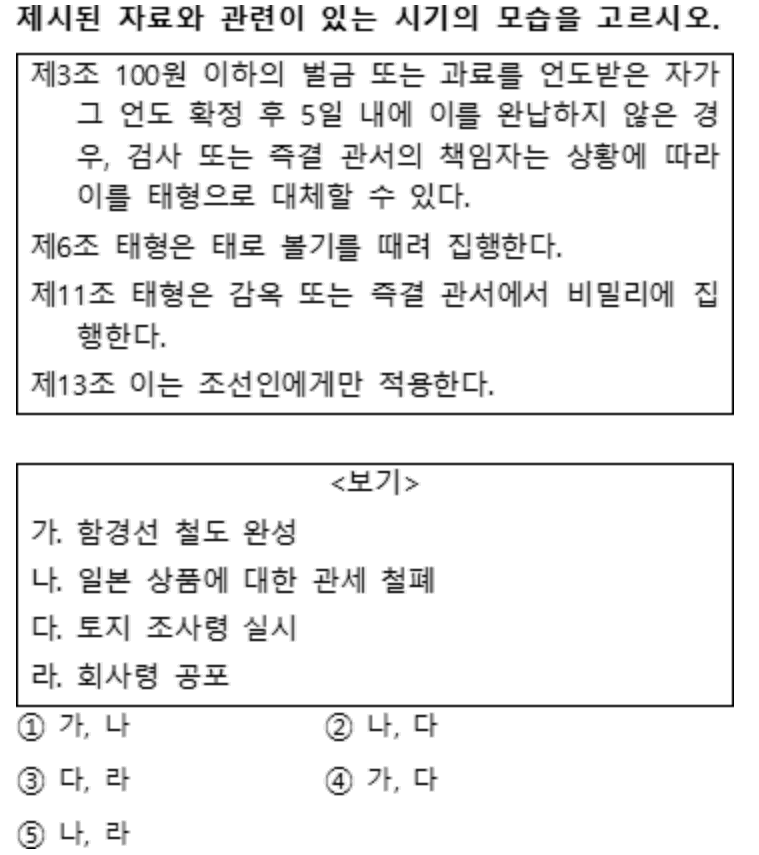 제시된 자료와 관련이 있는 시기의 모습을 고르시오.
제3조 100원 이하의 벌금 또는 과료를 언도받은 자가
그 언도 확정 후 5일 내에 이를 완납하지 않은 경
우, 검사 또는 즉결 관서의 책임자는 상황에 따라
이를 태형으로 대체할 수 있다.
제6조 태형은 태로 볼기를 때려 집행한다.
제11조 태형은 감옥 또는 즉결 관서에서 비밀리에 집
행한다.
제13조 이는 조선인에게만 적용한다.
<보기>
가. 함경선 철도 완성
나. 일본 상품에 대한 관세 철폐
다. 토지 조사령 실시
라. 회사령 공포
① 가, 나 ② 나, 다
③ 다, 라 ④ 가, 다
⑤ 나, 라